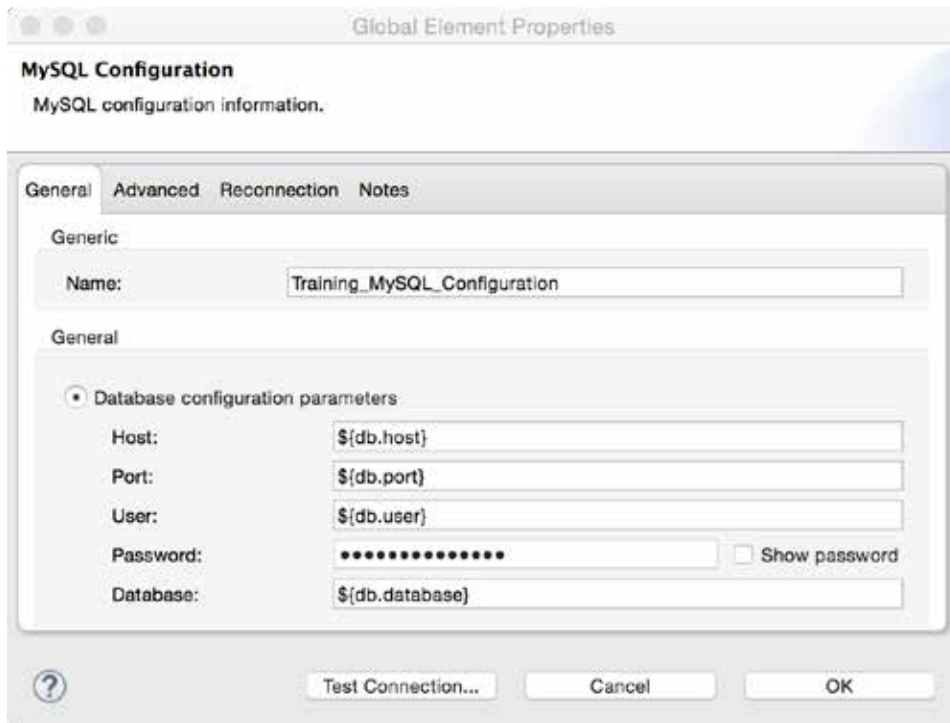 Global Element Properties
MySQL Configuration
MySQL configuration information.
General Advanced Reconnection Notes
Generic
Name: Training_MySQL_Configuration
General
Database configuration parameters
Host: ${db.host}
Port: ${db.port}
User: ${db.user}
Password: •••••••••••••• Show password
Database: ${db.database}
? Test Connection... Cancel OK